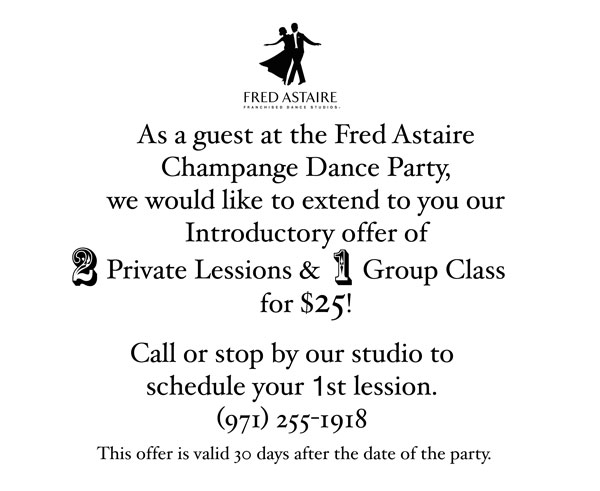 FRED ASTAIRE
FRANCHISED DANCE STUDIOS
As a guest at the Fred Astaire
Champange Dance Party,
we would like to extend to you our
Introductory offer of
2 Private Lessions & 1 Group Class
for $25!
Call or stop by our studio to
schedule your 1st lession.
(971) 255-1918
This offer is valid 30 days after the date of the party.